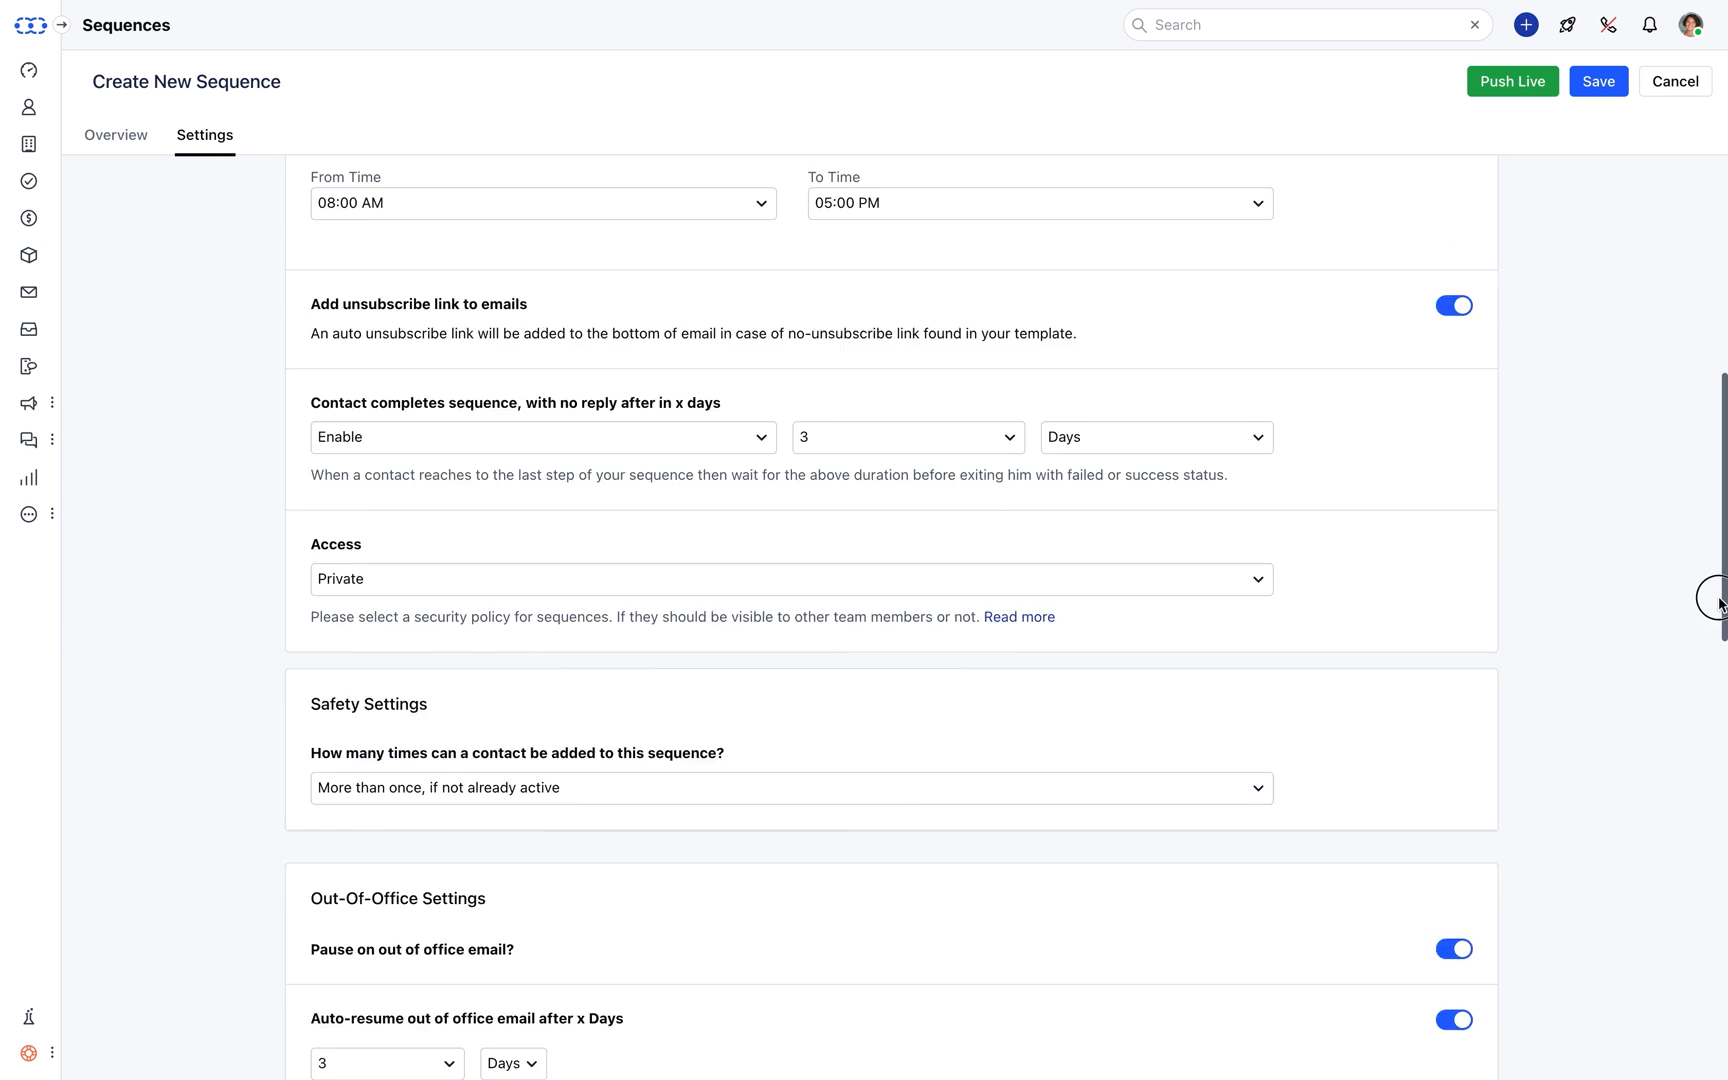 Sequences
Search
Create New Sequence
Push Live
Save
Cancel
Overview
Settings
From Time
To Time
08:00 AM
05:00 PM
Add unsubscribe link to emails
An auto unsubscribe link will be added to the bottom of email in case of no-unsubscribe link found in your template.
Contact completes sequence, with no reply after in x days
Enable
3
Days
When a contact reaches to the last step of your sequence then wait for the above duration before exiting him with failed or success status.
Access
Private
Please select a security policy for sequences. If they should be visible to other team members or not. Read more
Safety Settings
How many times can a contact be added to this sequence?
More than once, if not already active
Out-Of-Office Settings
Pause on out of office email?
Auto-resume out of office email after x Days
3
Days